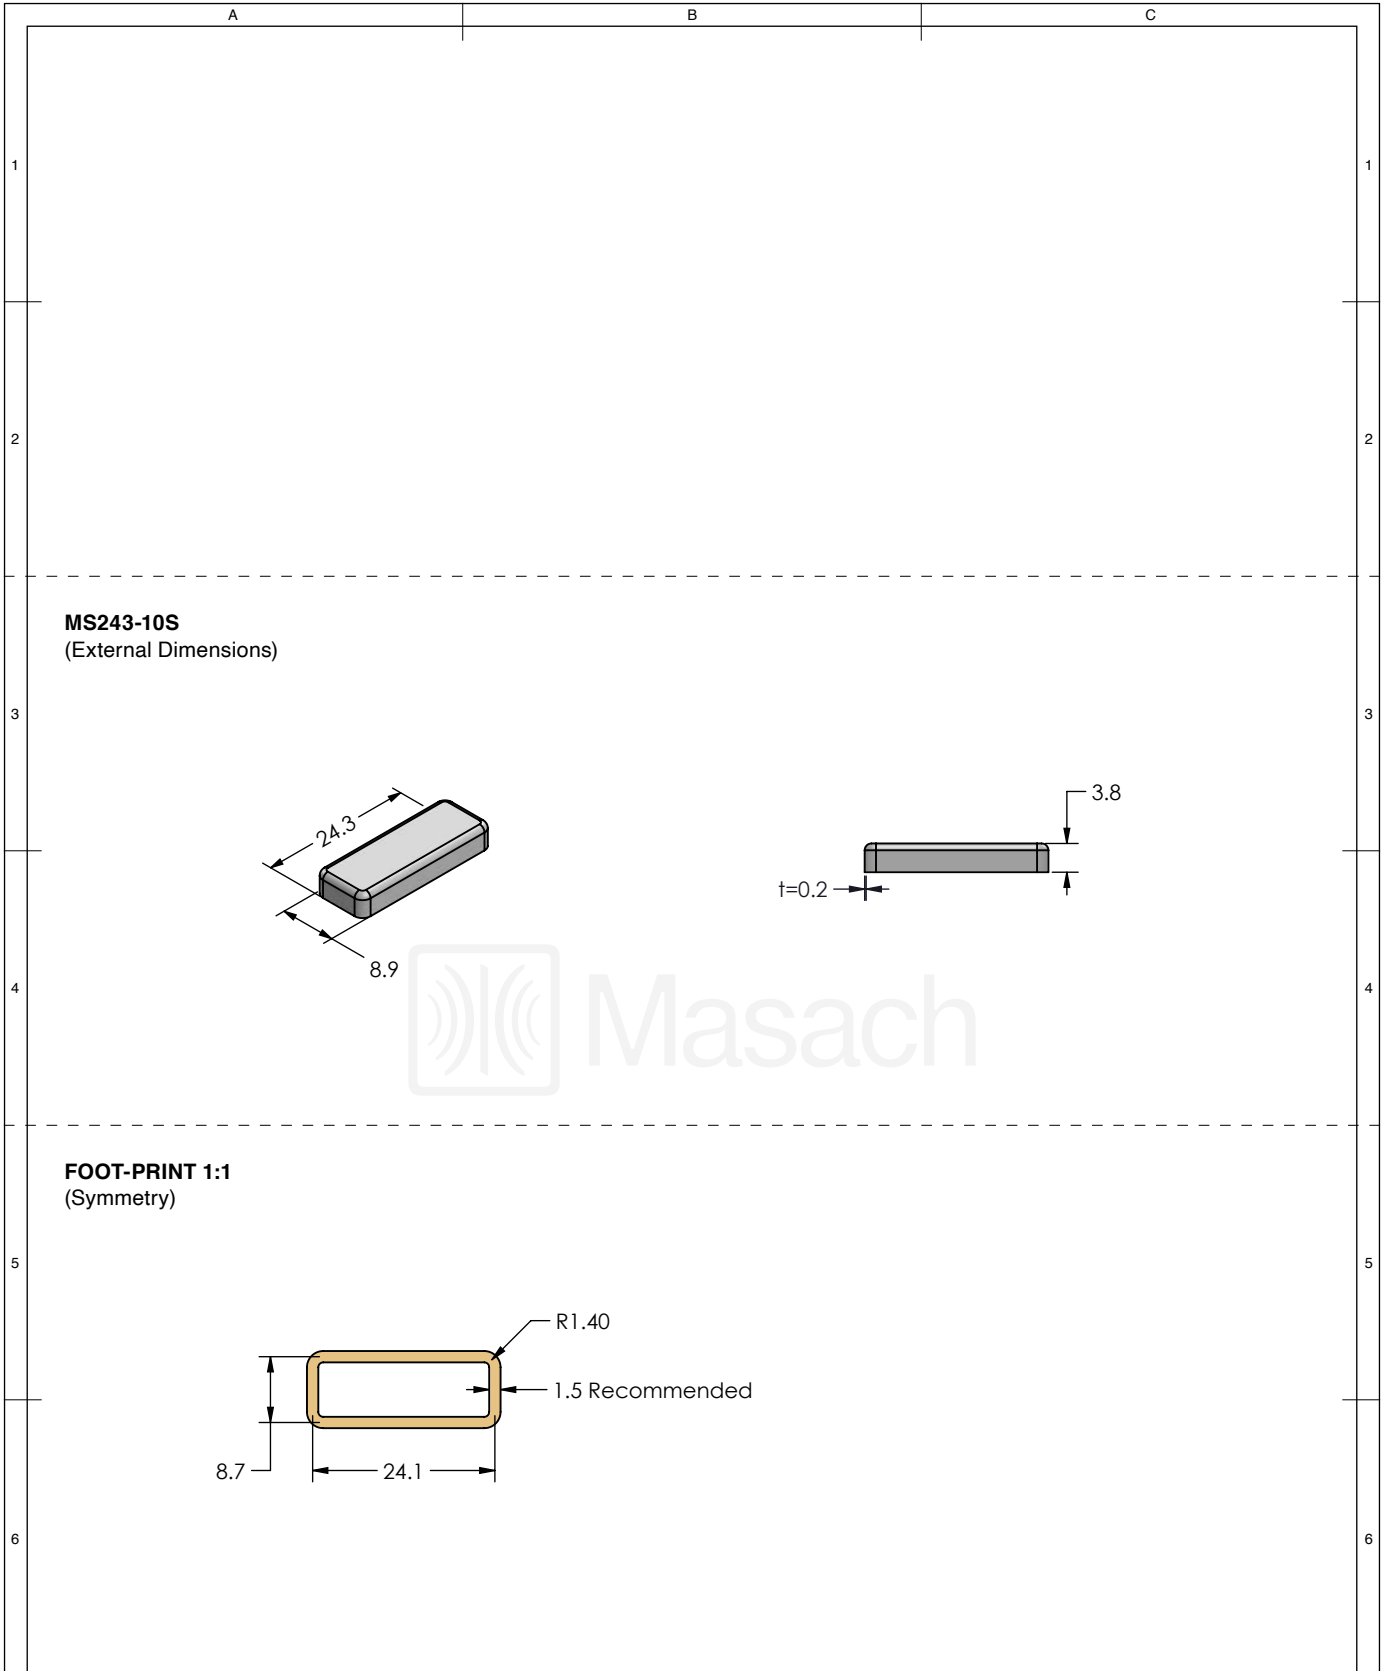 A B C
1 1
2 2
MS243-10S
(External Dimensions)
3 3
24.3
3.8
t=0.2
8.9
4 4
Masach
FOOT-PRINT 1:1
(Symmetry)
5 5
R1.40
1.5 Recommended
8.7
24.1
6 6